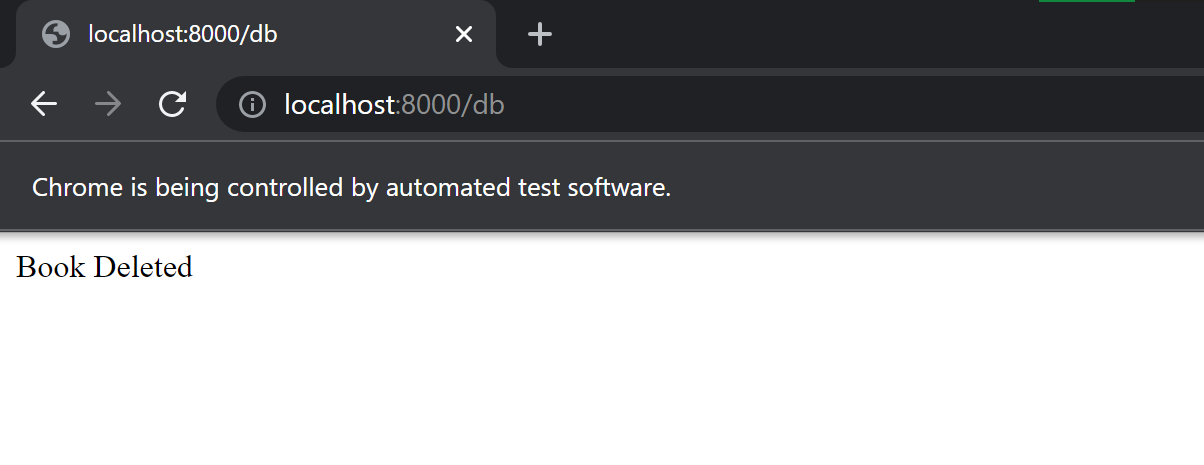 localhost:8000/db
localhost:8000/db
Chrome is being controlled by automated test software.
Book Deleted